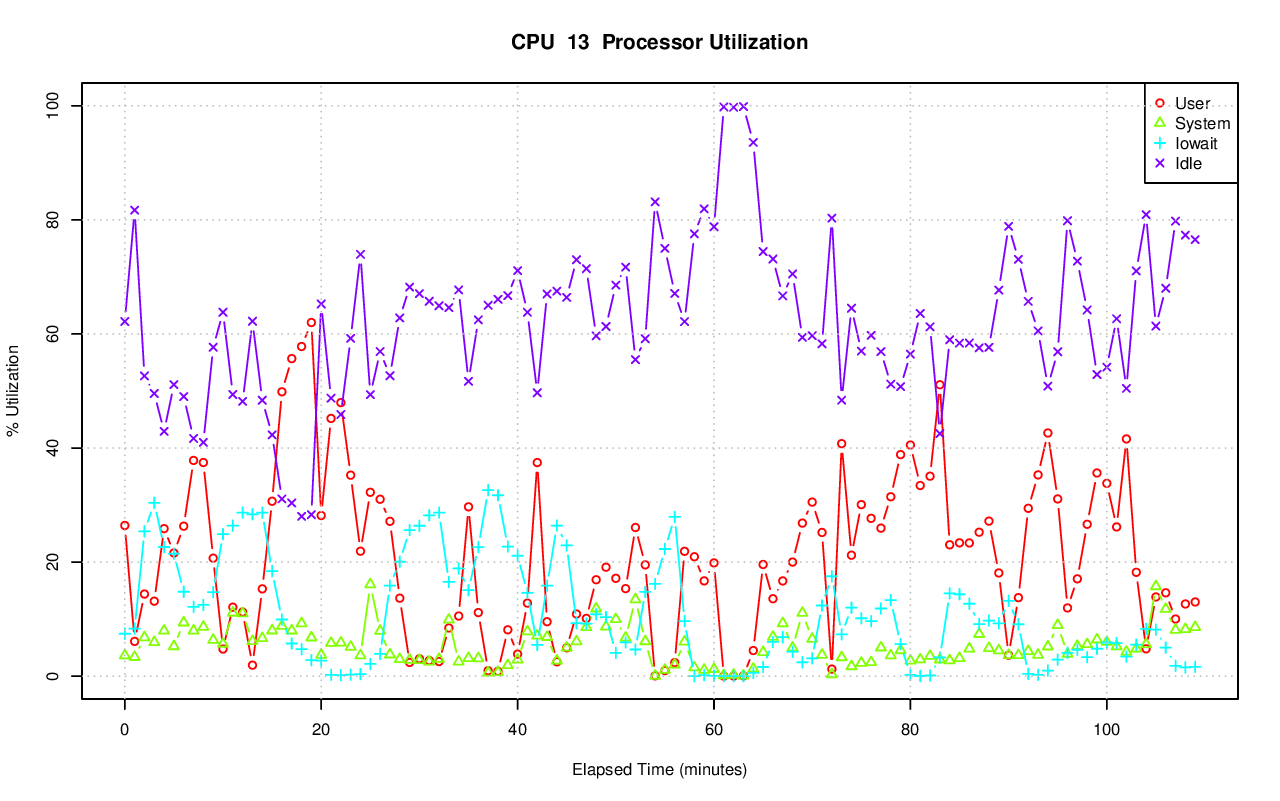 CPU 13 Processor Utilization
% Utilization
100
80
60
40
20
0
User
System
Iowait
Idle
0 20 40 60 80 100
Elapsed Time (minutes)